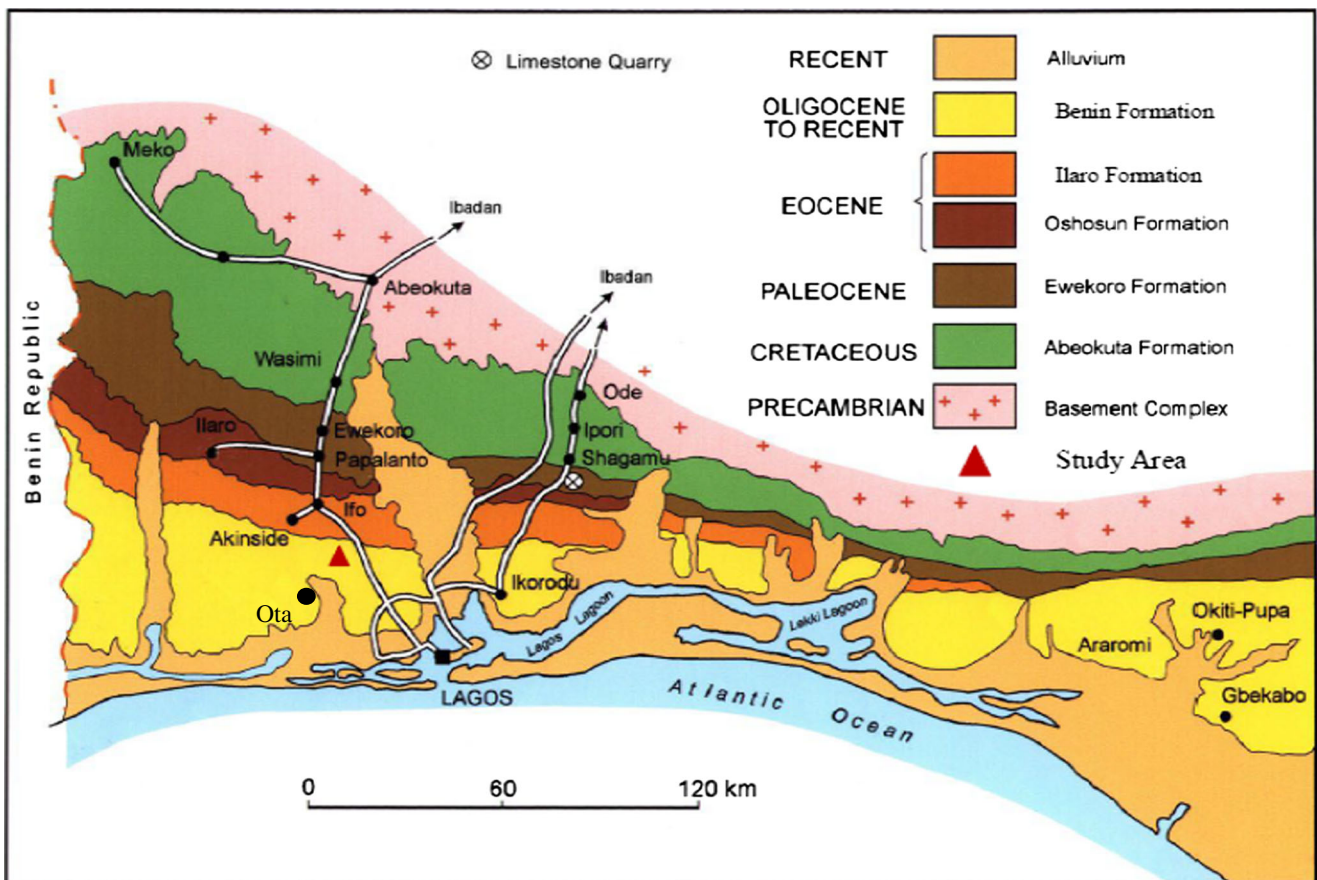 Limestone Quarry
RECENT
Alluvium
OLIGOCENE
TO RECENT
Benin Formation
EOCENE
Ilaro Formation
Oshosun Formation
PALEOCENE
Ewekoro Formation
CRETACEOUS
Abeokuta Formation
PRECAMBRIAN
Basement Complex
Study Area
Meko
Ibadan
Abeokuta
Ibadan
Benin Republic
Wasimi
Ode
Ilaro
Ewekoro
Ipori
Papalanto
Shagamu
Ifo
Akinside
Ota
Ikorodu
Lagos Lagoon
Lekki Lagoon
Okiti-Pupa
Araromi
Gbekabo
LAGOS
Atlantic Ocean
0 60 120 km